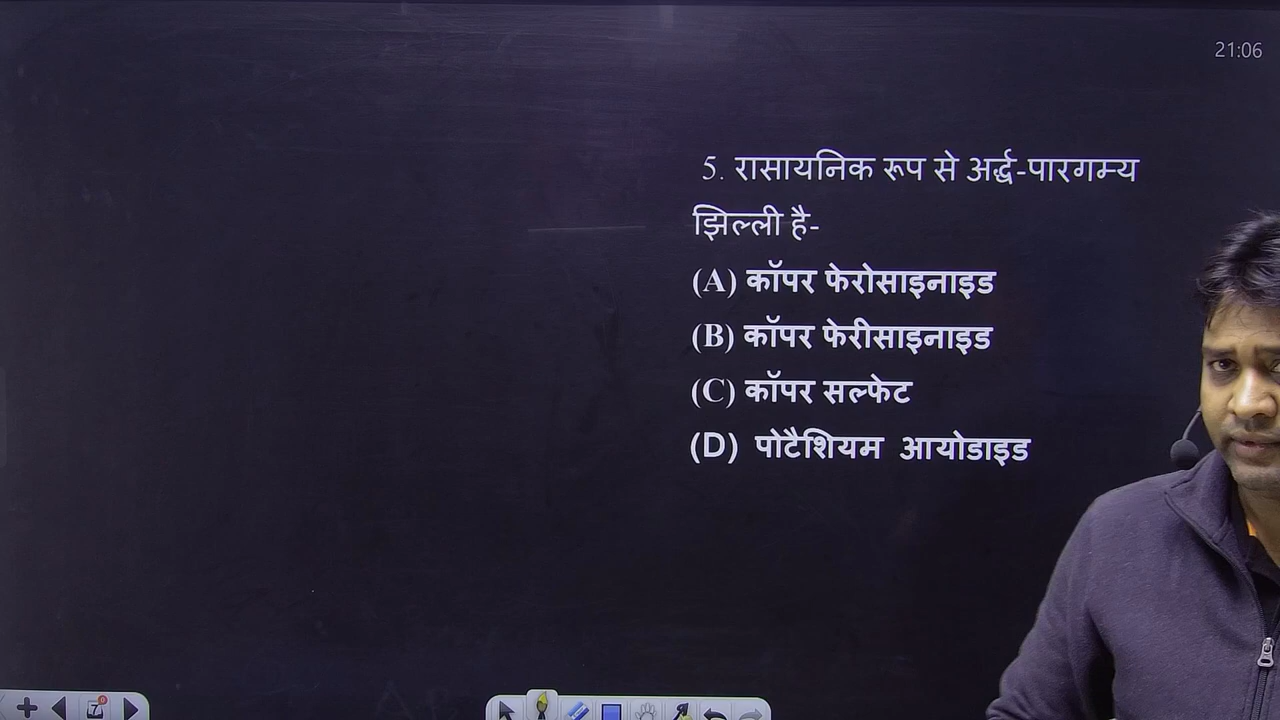 21:06
5. रासायनिक रूप से अर्द्ध-पारगम्य
झिल्ली है-
(A) कॉपर फेरोसाइनाइड
(B) कॉपर फेरीसाइनाइड
(C) कॉपर सल्फेट
(D) पोटैशियम आयोडाइड